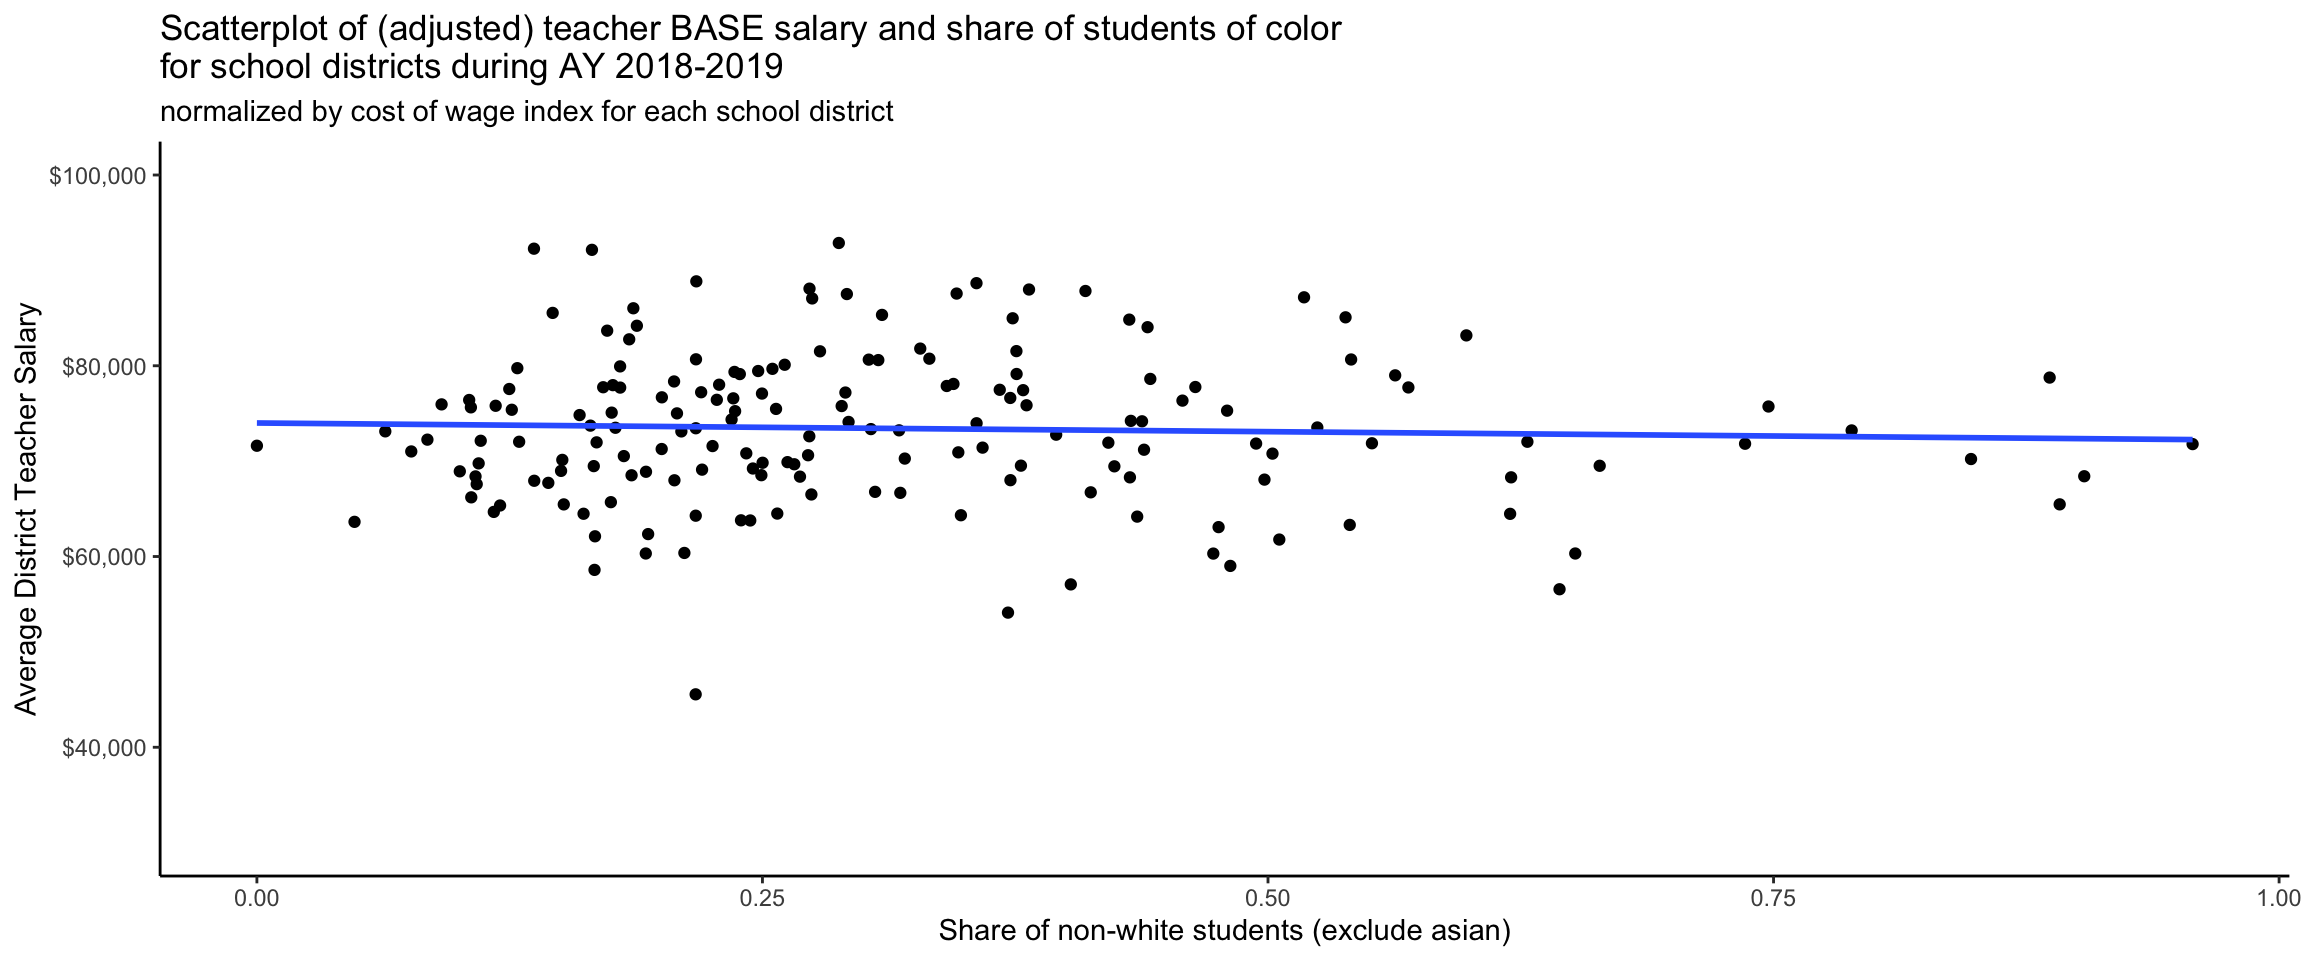 Scatterplot of (adjusted) teacher BASE salary and share of students of color
for school districts during AY 2018-2019
normalized by cost of wage index for each school district
Average District Teacher Salary
$100,000
$80,000
$60,000
$40,000
0.00
0.25
0.50
0.75
1.00
Share of non-white students (exclude asian)